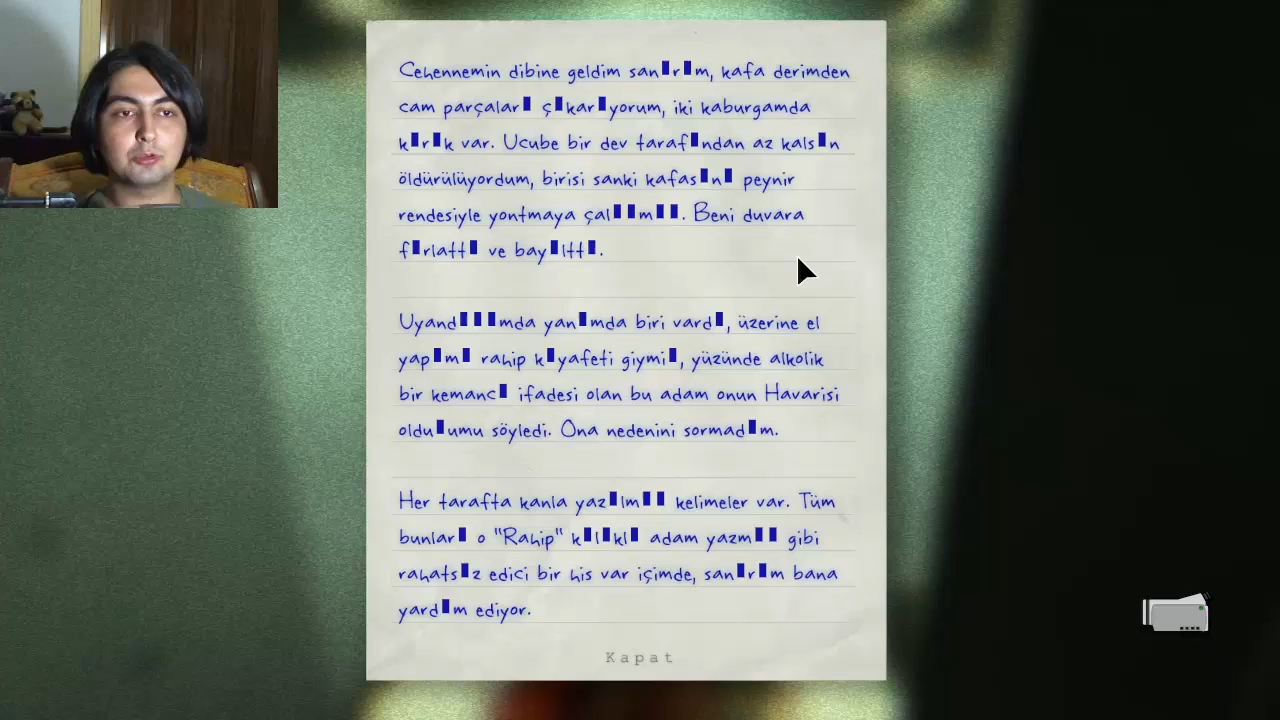 Cehennemin dibine geldim san▮r▮m, kafa derimden
cam parçalar▮ ç▮kar▮yorum, iki kaburgamda
k▮r▮k var. Ucube bir dev taraf▮ndan az kals▮n
öldürülüyordum, birisi sanki kafas▮n▮ peynir
rendesiyle yontmaya çal▮▮m▮▮. Beni duvara
f▮rlatt▮ ve bay▮ltt▮.
Uyand▮▮▮mda yan▮mda biri vard▮, üzerine el
yap▮m▮ rahip k▮yafeti giymi▮, yüzünde alkolik
bir kemanc▮ ifadesi olan bu adam onun Havarisi
oldu▮umu söyledi. Ona nedenini sormad▮m.
Her tarafta kanla yaz▮lm▮▮ kelimeler var. Tüm
bunlar▮ o "Rahip" k▮l▮kl▮ adam yazm▮▮ gibi
rahats▮z edici bir his var içimde, san▮r▮m bana
yard▮m ediyor.
Kapat